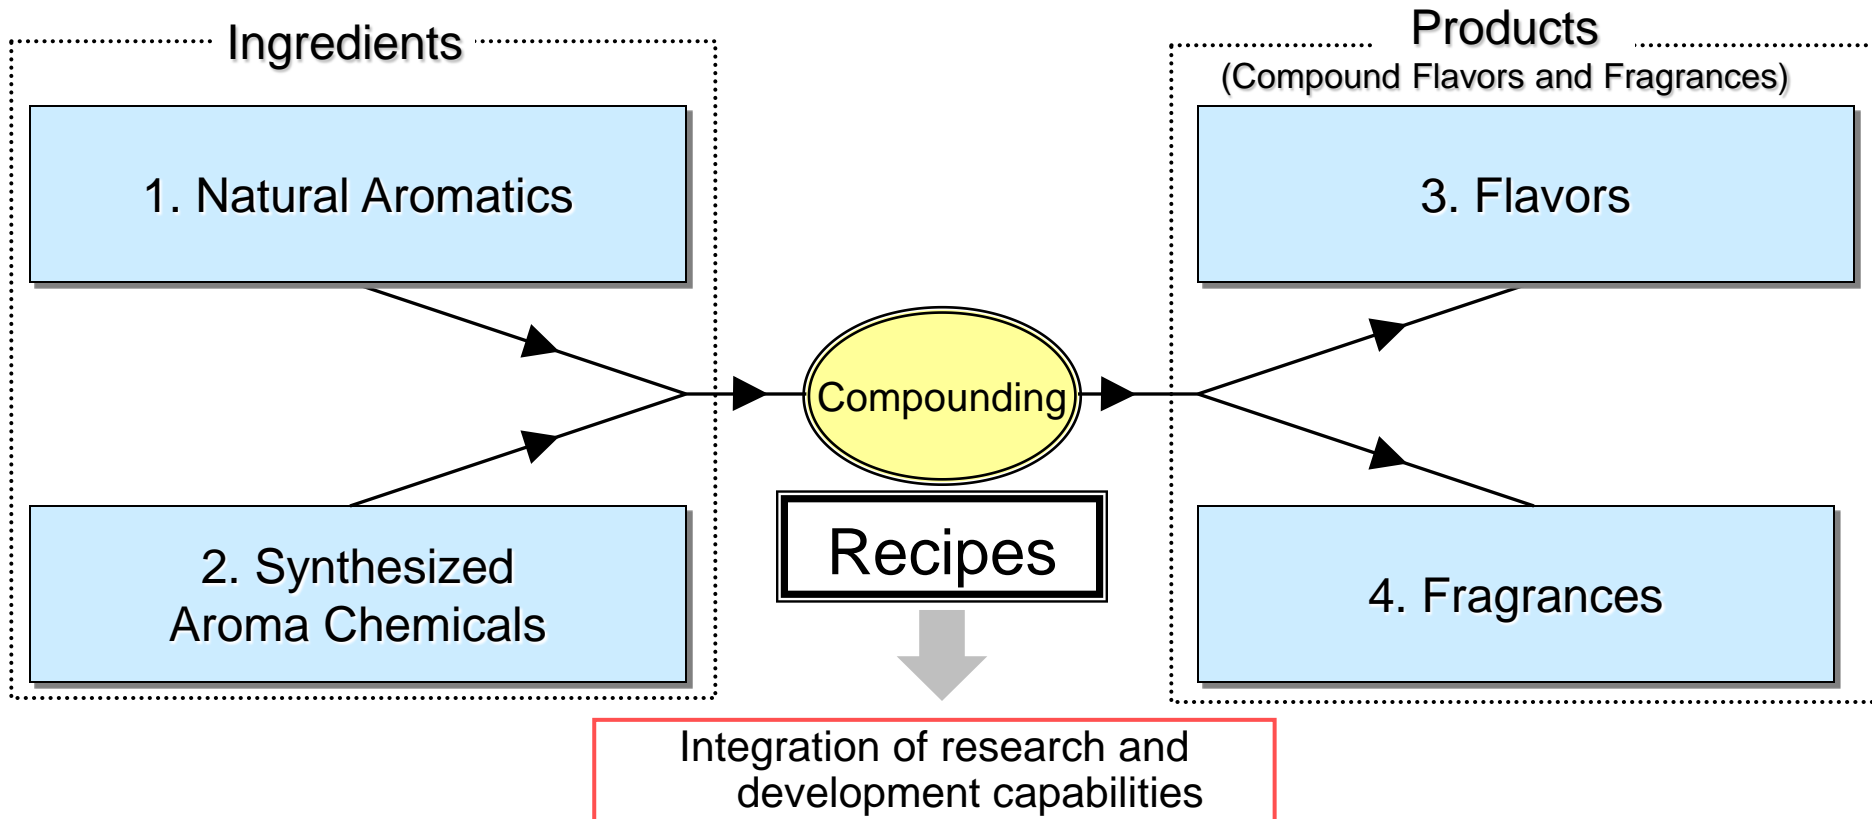 Ingredients
1. Natural Aromatics
2. Synthesized
Aroma Chemicals
Compounding
Recipes
Integration of research and
development capabilities
Products
(Compound Flavors and Fragrances)
3. Flavors
4. Fragrances